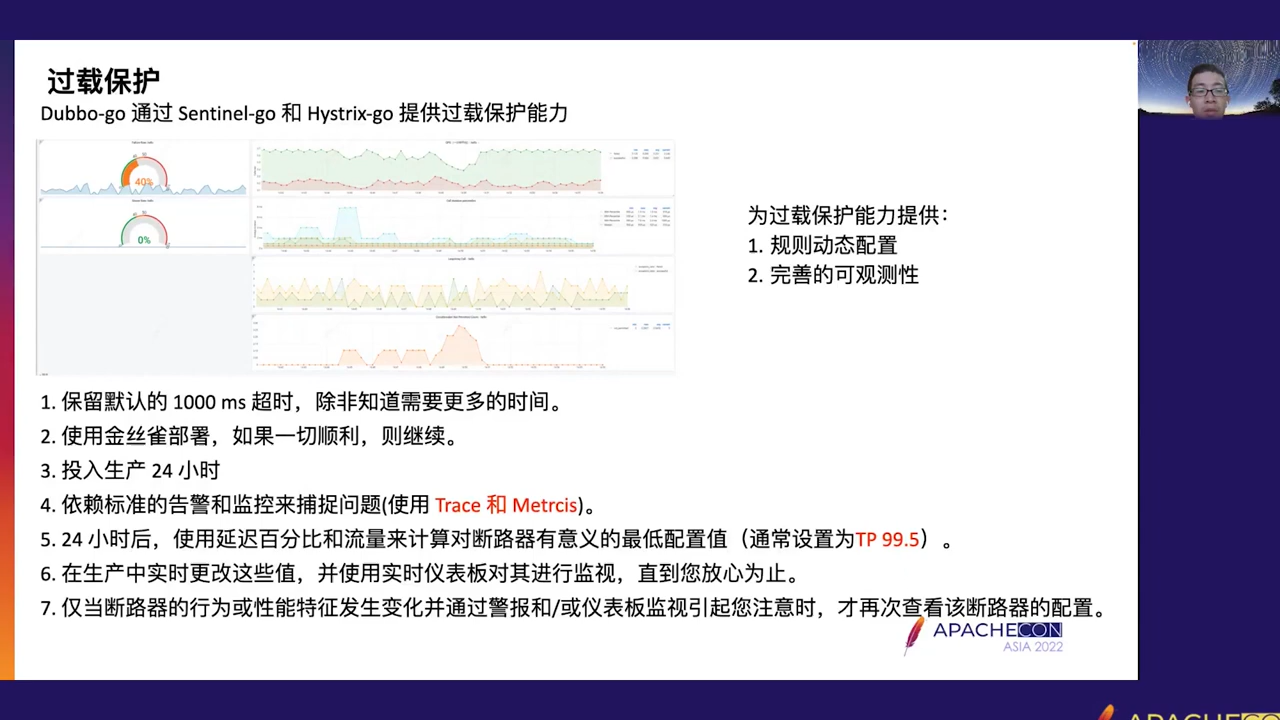 过载保护
Dubbo-go 通过 Sentinel-go 和 Hystrix-go 提供过载保护能力
40%
0%
为过载保护能力提供：
1. 规则动态配置
2. 完善的可观测性
1. 保留默认的 1000 ms 超时，除非知道需要更多的时间。
2. 使用金丝雀部署，如果一切顺利，则继续。
3. 投入生产 24 小时
4. 依赖标准的告警和监控来捕捉问题(使用 Trace 和 Metrcis)。
5. 24 小时后，使用延迟百分比和流量来计算对断路器有意义的最低配置值（通常设置为TP 99.5）。
6. 在生产中实时更改这些值，并使用实时仪表板对其进行监视，直到您放心为止。
7. 仅当断路器的行为或性能特征发生变化并通过警报和/或仪表板监视引起您注意时，才再次查看该断路器的配置。
APACHECON
ASIA 2022
APACHECO